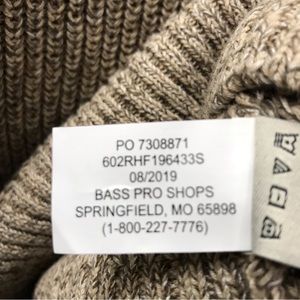 PO 7308871
602RHF196433S
08/2019
BASS PRO SHOPS
SPRINGFIELD, MO 65898
(1-800-227-7776)